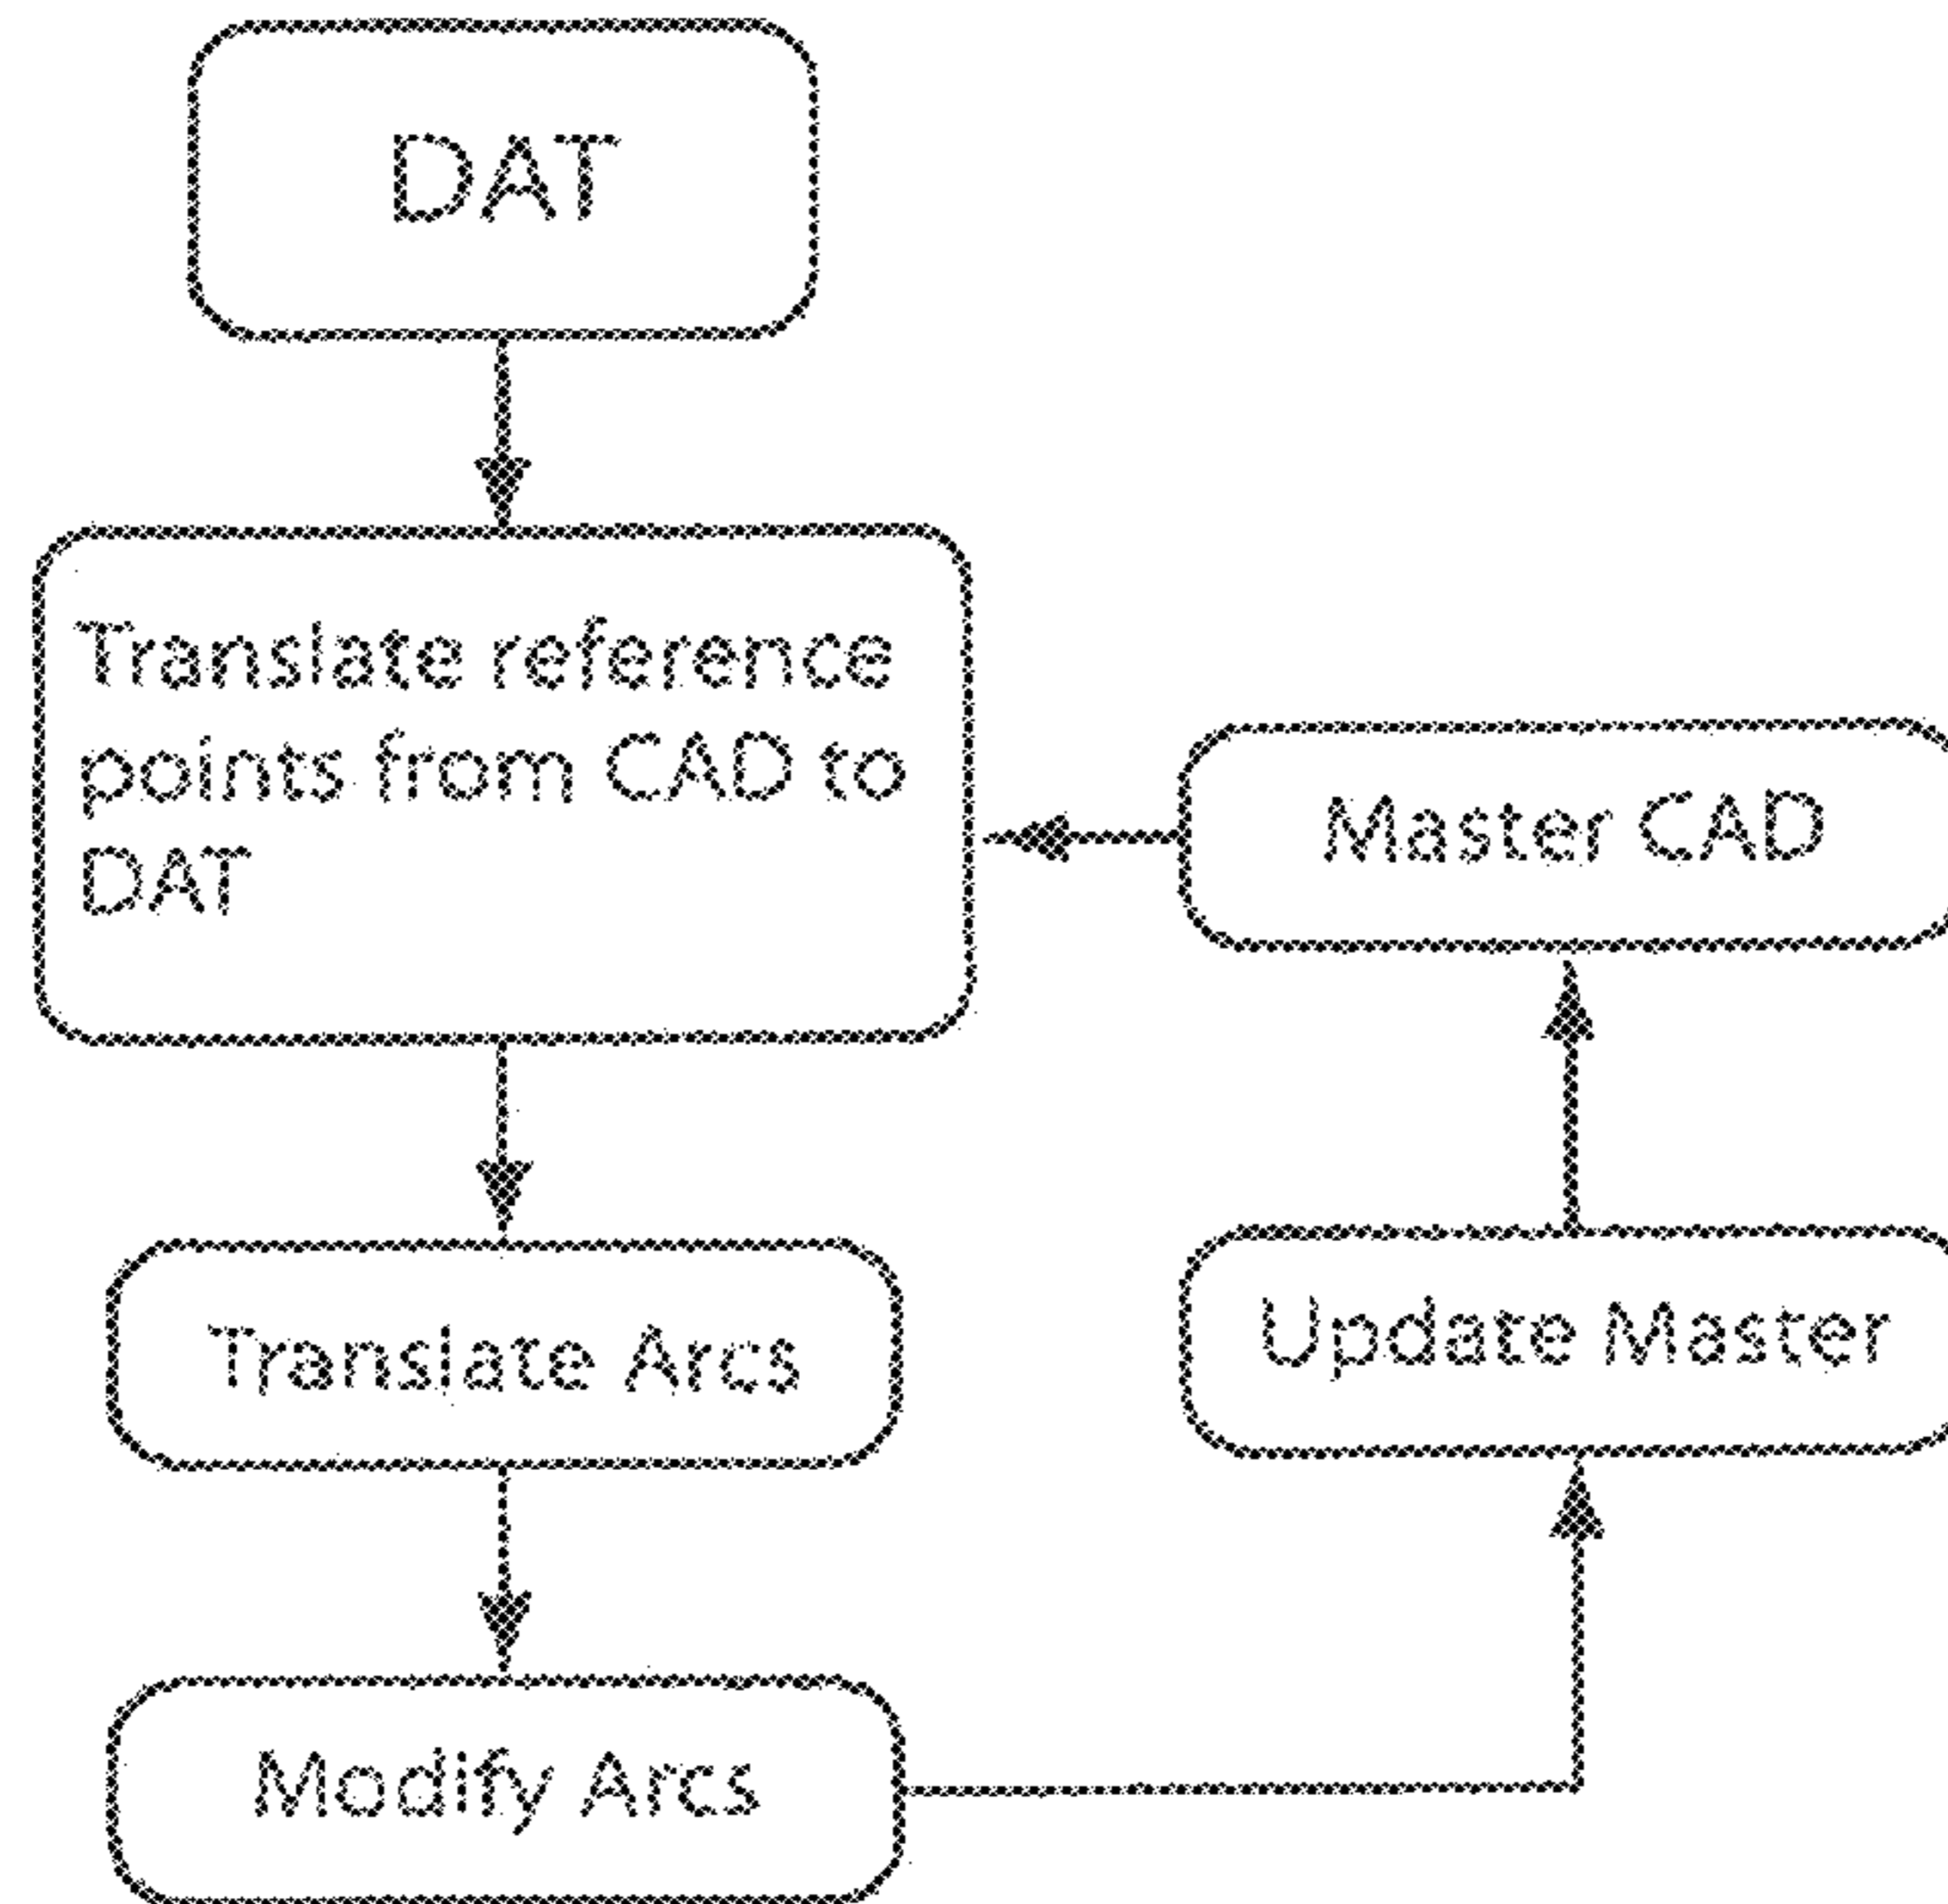 DAT
Translate reference
points from CAD to
DAT
Master CAD
Translate Arcs
Update Master
Modify Arcs